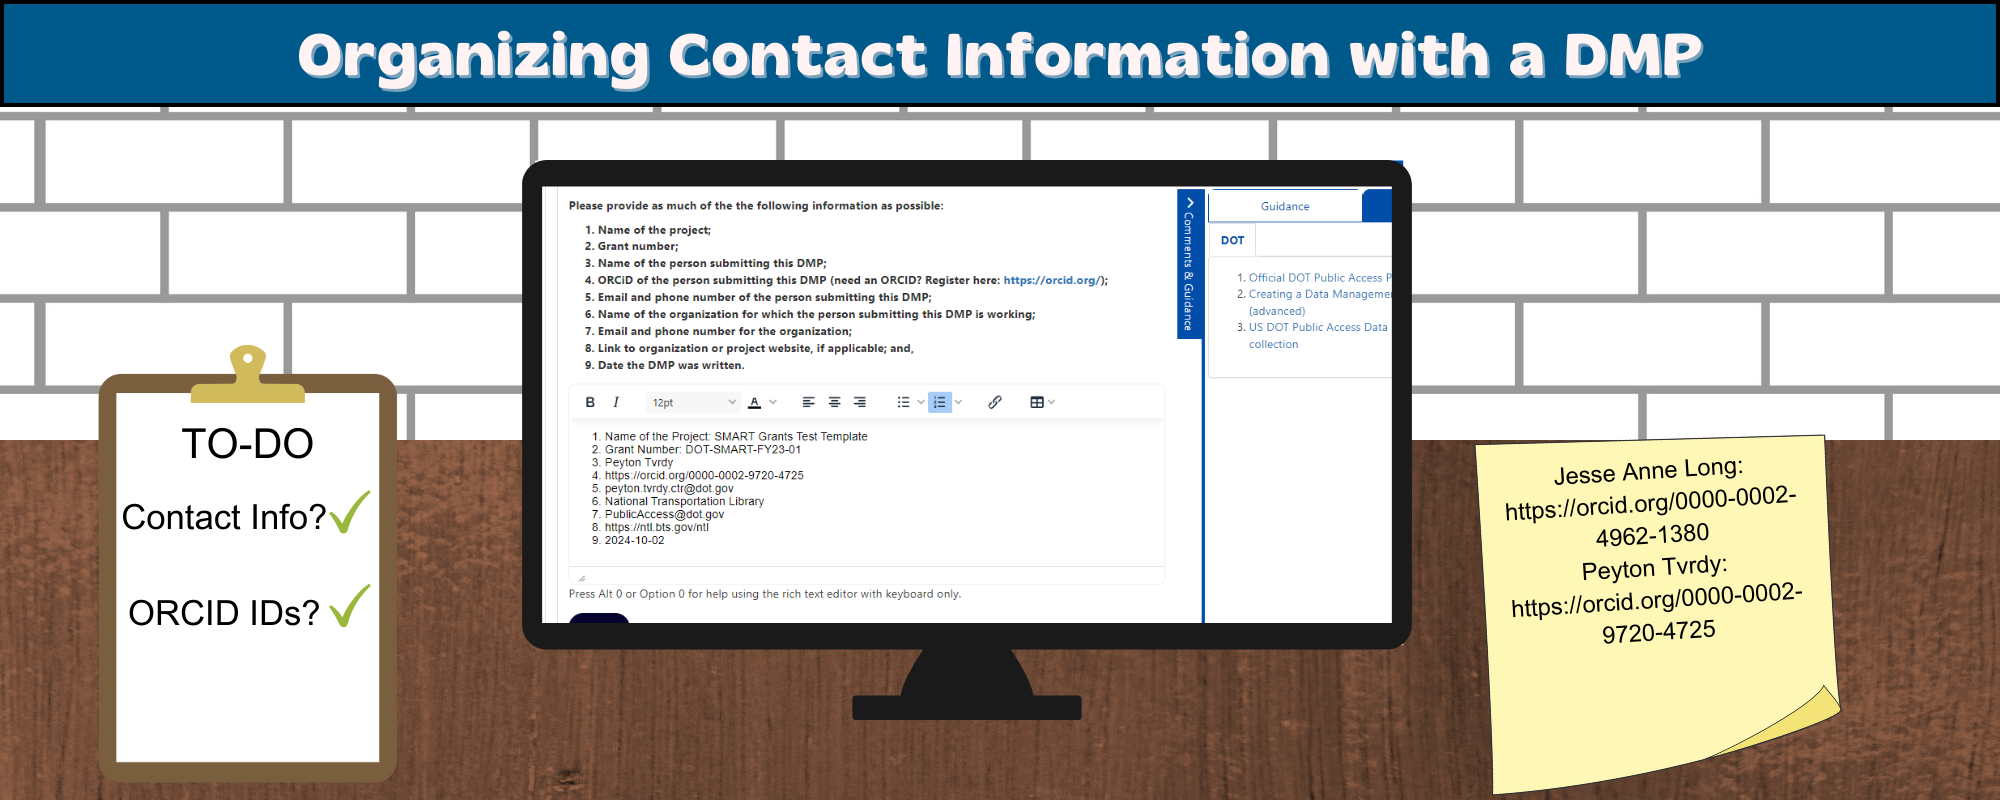 Organizing Contact Information with a DMP
Please provide as much of the the following information as possible:
1. Name of the project;
2. Grant number;
3. Name of the person submitting this DMP;
4. ORCiD of the person submitting this DMP (need an ORCID? Register here: https://orcid.org/);
5. Email and phone number of the person submitting this DMP;
6. Name of the organization for which the person submitting this DMP is working;
7. Email and phone number for the organization;
8. Link to organization or project website, if applicable; and,
9. Date the DMP was written.
B I 12pt A
1. Name of the Project: SMART Grants Test Template
2. Grant Number: DOT-SMART-FY23-01
3. Peyton Tvrdy
4. https://orcid.org/0000-0002-9720-4725
5. peyton.tvrdy.ctr@dot.gov
6. National Transportation Library
7. PublicAccess@dot.gov
8. https://ntl.bts.gov/ntl
9. 2024-10-02
Press Alt 0 or Option 0 for help using the rich text editor with keyboard only.
Comments & Guidance
Guidance
DOT
1. Official DOT Public Access P
2. Creating a Data Manageme
(advanced)
3. US DOT Public Access Data
collection
TO-DO
Contact Info?
ORCID IDs?
Jesse Anne Long:
https://orcid.org/0000-0002-
4962-1380
Peyton Tvrdy:
https://orcid.org/0000-0002-
9720-4725